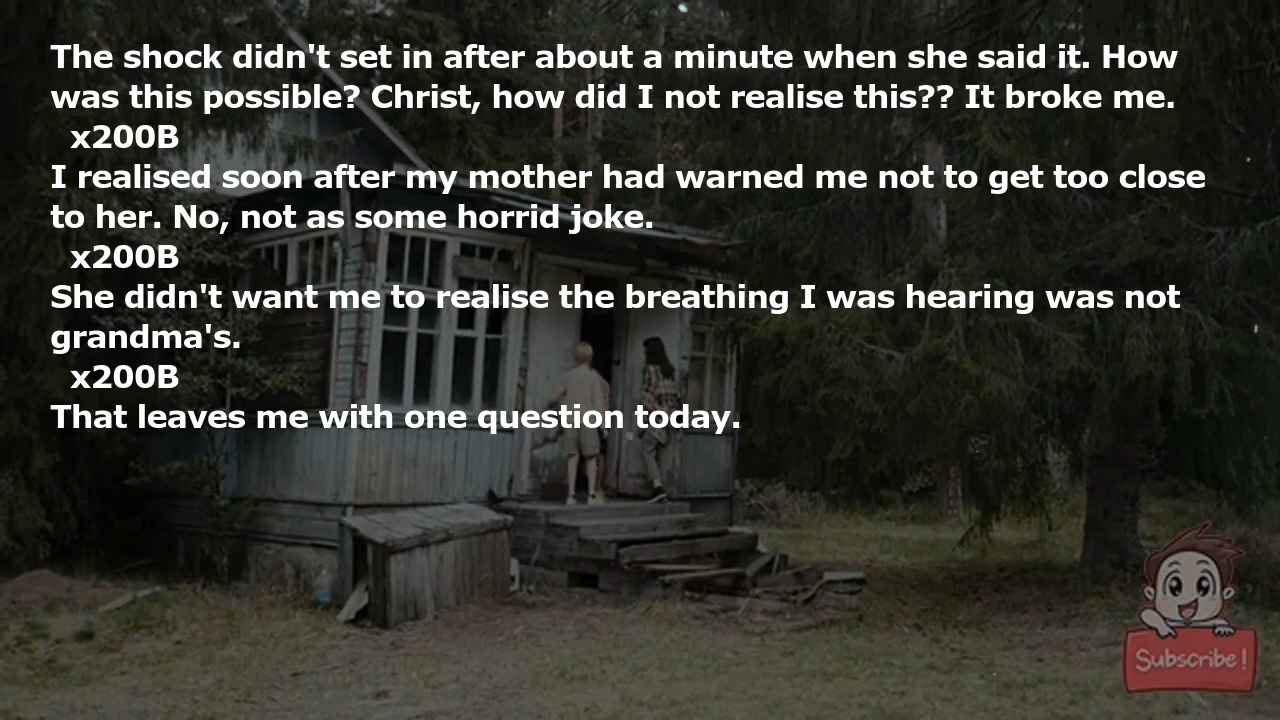 The shock didn't set in after about a minute when she said it. How
was this possible? Christ, how did I not realise this?? It broke me.
x200B
I realised soon after my mother had warned me not to get too close
to her. No, not as some horrid joke.
x200B
She didn't want me to realise the breathing I was hearing was not
grandma's.
x200B
That leaves me with one question today.
Subscribe!